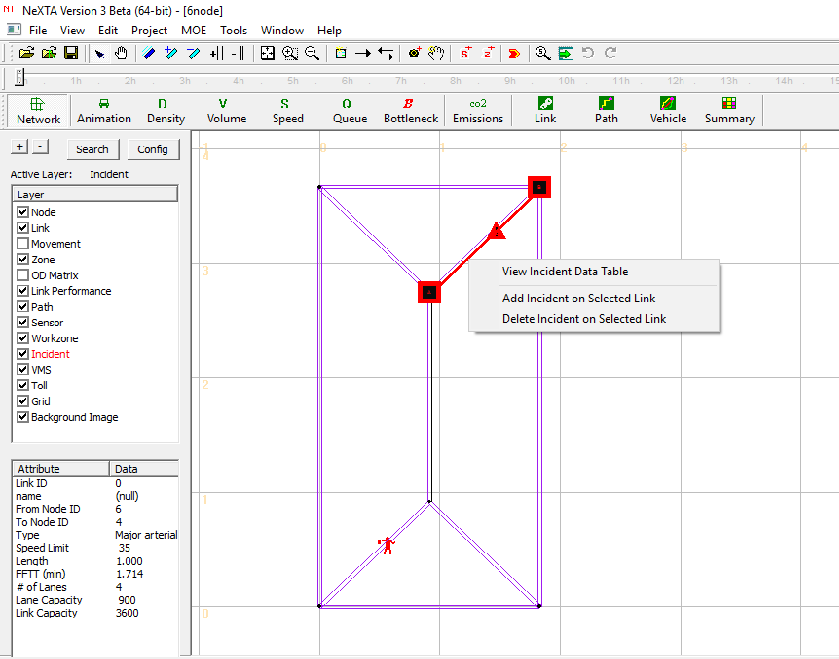 NeXTA Version 3 Beta (64-bit) - [6node]
File View Edit Project MOE Tools Window Help
1h 2h 3h 4h 5h 6h 7h 8h 9h 10h 11h 12h 13h 14h
Network Animation Density Volume Speed Queue Bottleneck Emissions Link Path Vehicle Summary
+ - Search Config
Active Layer: Incident
Layer
Node
Link
Movement
Zone
OD Matrix
Link Performance
Path
Sensor
Workzone
Incident
VMS
Toll
Grid
Background Image
Attribute Data
Link ID 0
name (null)
From Node ID 6
To Node ID 4
Type Major arterial
Speed Limit 35
Length 1.000
FFTT (min) 1.714
# of Lanes 4
Lane Capacity 900
Link Capacity 3600
0 1 2 3 4
4
3
2
1
0
View Incident Data Table
Add Incident on Selected Link
Delete Incident on Selected Link